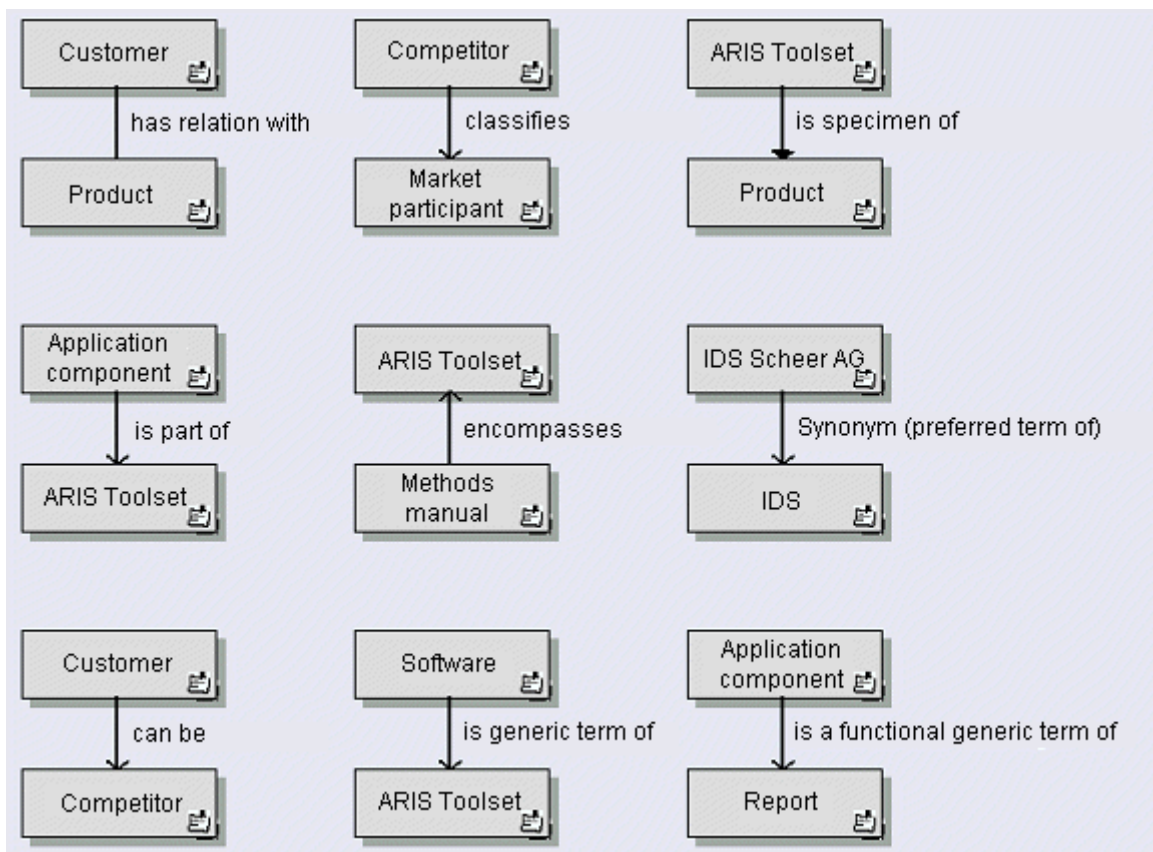 Customer
has relation with
Product
Competitor
classifies
Market
participant
ARIS Toolset
is specimen of
Product
Application
component
is part of
ARIS Toolset
ARIS Toolset
encompasses
Methods
manual
IDS Scheer AG
Synonym (preferred term of)
IDS
Customer
can be
Competitor
Software
is generic term of
ARIS Toolset
Application
component
is a functional generic term of
Report